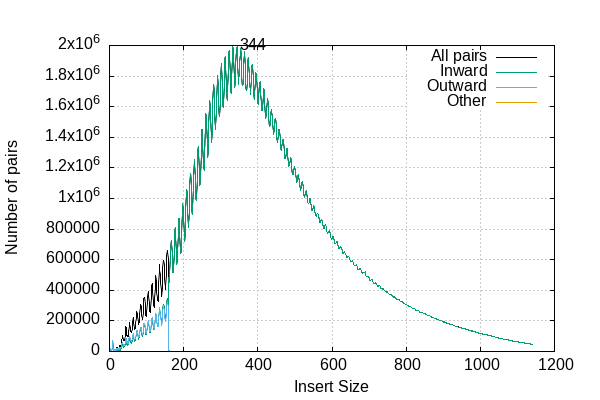 344
All pairs
Inward
Outward
Other
2x10^6
1.8x10^6
1.6x10^6
1.4x10^6
1.2x10^6
1x10^6
800000
600000
400000
200000
0
Number of pairs
0 200 400 600 800 1000 1200
Insert Size